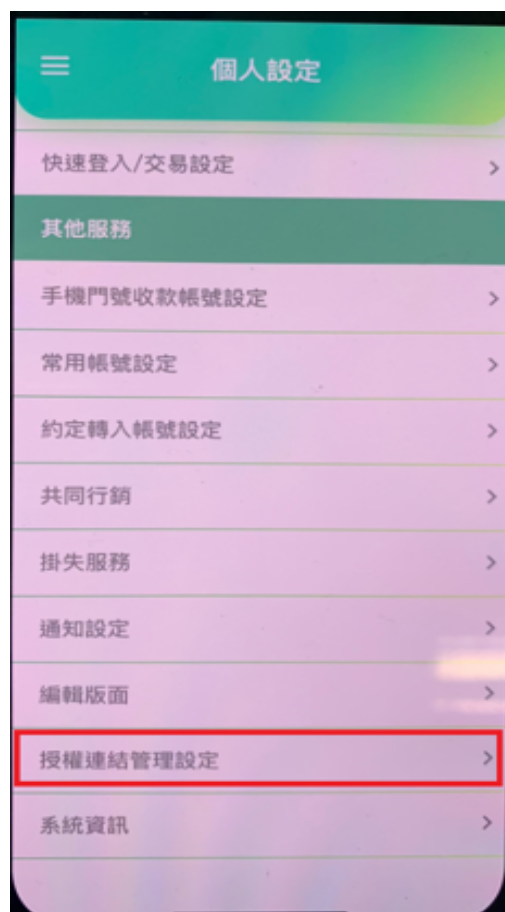 個人設定
快速登入/交易設定
其他服務
手機門號收款帳號設定
常用帳號設定
約定轉入帳號設定
共同行銷
掛失服務
通知設定
編輯版面
授權連結管理設定
系統資訊